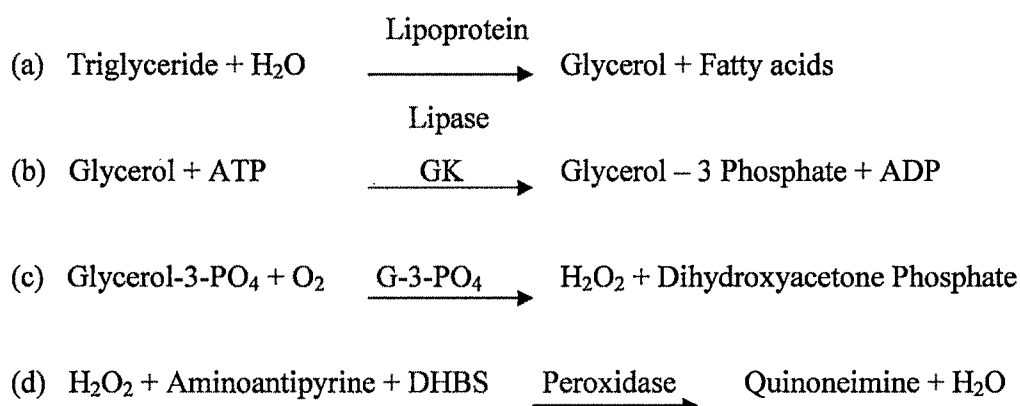 Lipoprotein
(a) Triglyceride + H₂O Glycerol + Fatty acids
Lipase
(b) Glycerol + ATP GK Glycerol – 3 Phosphate + ADP
(c) Glycerol-3-PO₄ + O₂ G-3-PO₄ H₂O₂ + Dihydroxyacetone Phosphate
(d) H₂O₂ + Aminoantipyrine + DHBS Peroxidase Quinoneimine + H₂O